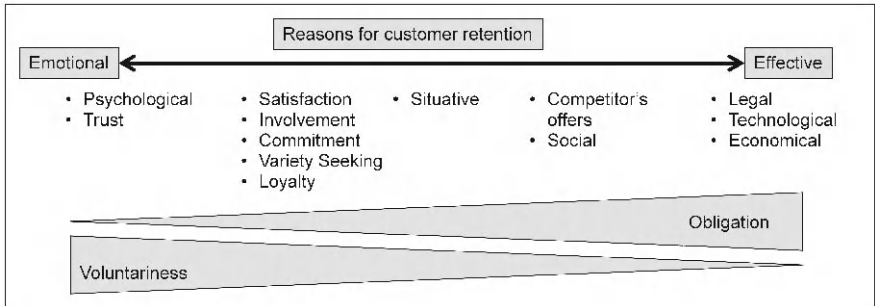 Reasons for customer retention
Emotional
Effective
• Psychological
• Trust
• Satisfaction
• Involvement
• Commitment
• Variety Seeking
• Loyalty
• Situative
• Competitor's
offers
• Social
• Legal
• Technological
• Economical
Obligation
Voluntariness